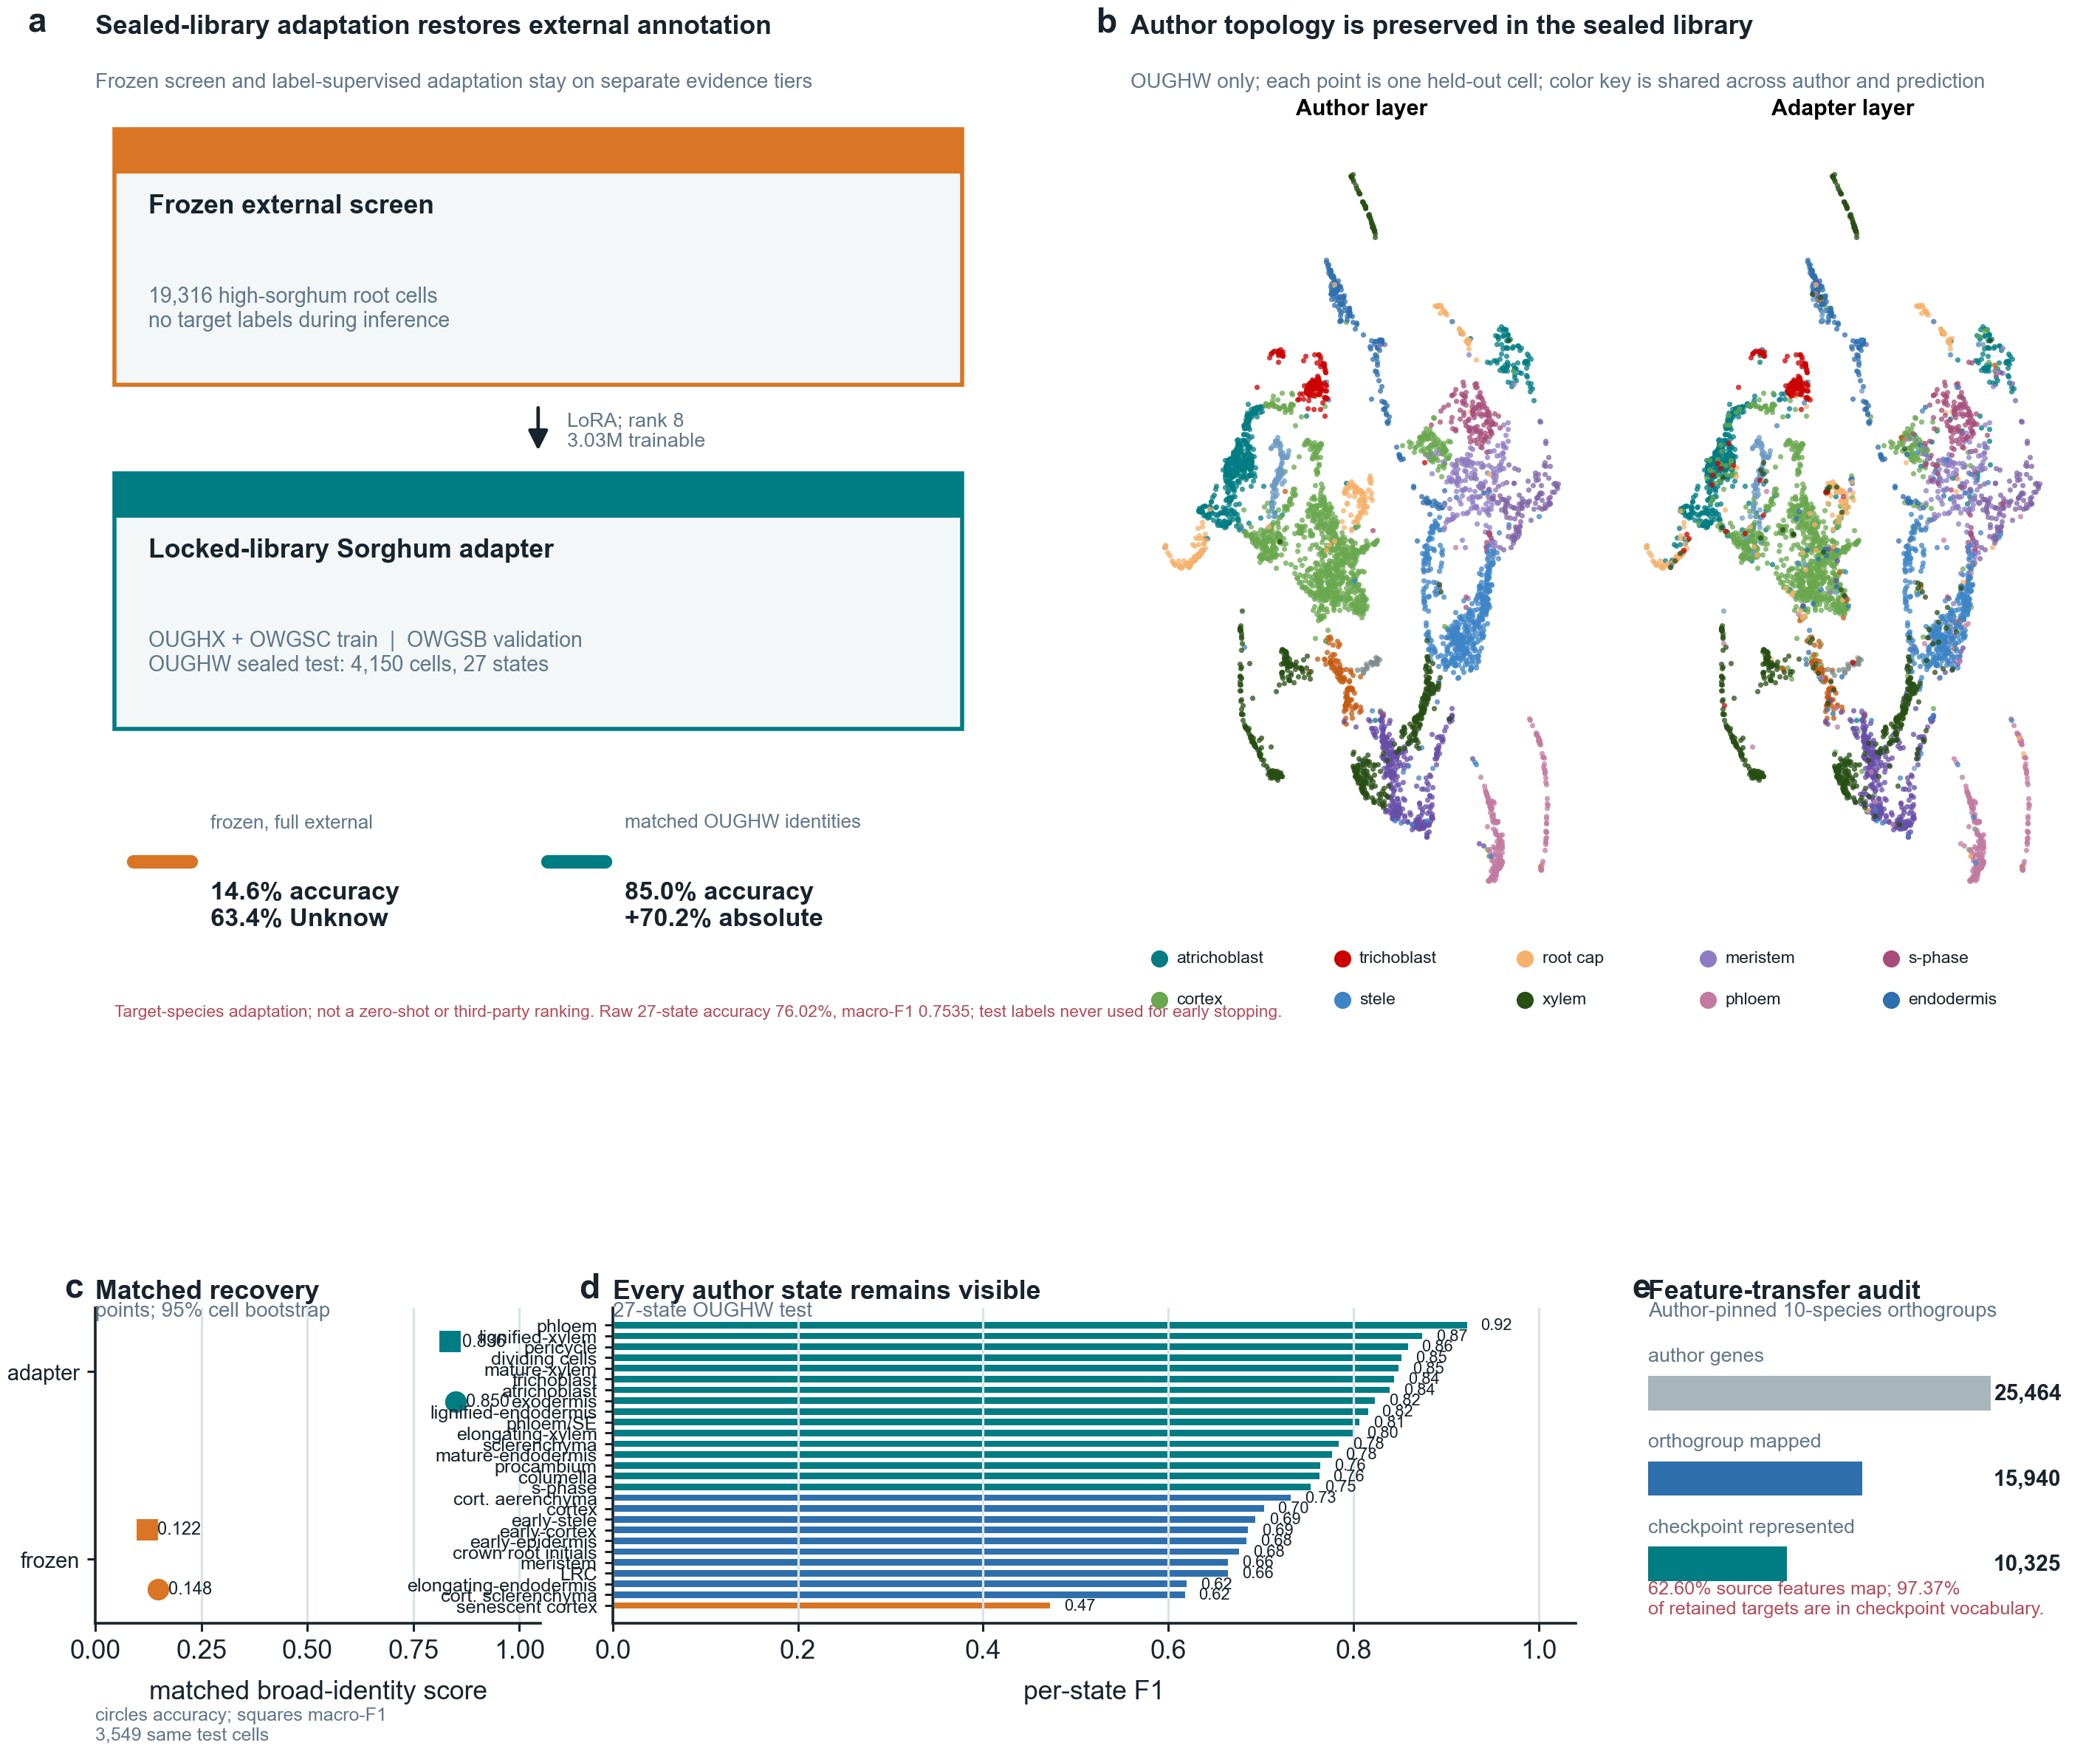 a
Sealed-library adaptation restores external annotation
Frozen screen and label-supervised adaptation stay on separate evidence tiers
Frozen external screen
19,316 high-sorghum root cells
no target labels during inference
LoRA; rank 8
3.03M trainable
Locked-library Sorghum adapter
OUGHX + OWGSC train | OWGSB validation
OUGHW sealed test: 4,150 cells, 27 states
frozen, full external
14.6% accuracy
63.4% Unknow
matched OUGHW identities
85.0% accuracy
+70.2% absolute
Target-species adaptation; not a zero-shot or third-party ranking. Raw 27-state accuracy 76.02%, macro-F1 0.7535; test labels never used for early stopping.
b
Author topology is preserved in the sealed library
OUGHW only; each point is one held-out cell; color key is shared across author and prediction
Author layer
Adapter layer
atrichoblast
trichoblast
root cap
meristem
s-phase
cortex
stele
xylem
phloem
endodermis
c
Matched recovery
points; 95% cell bootstrap
adapter
0.836
0.850
frozen
0.122
0.148
0.00 0.25 0.50 0.75 1.00
matched broad-identity score
circles accuracy; squares macro-F1
3,549 same test cells
d
Every author state remains visible
27-state OUGHW test
phloem 0.92
lignified-xylem 0.87
pericycle 0.86
dividing cells 0.85
mature-xylem 0.85
trichoblast 0.84
atrichoblast 0.84
exodermis 0.82
lignified-endodermis 0.82
phloem/SE 0.81
elongating-xylem 0.80
sclerenchyma 0.78
mature-endodermis 0.78
procambium 0.76
columella 0.76
s-phase 0.75
cort. aerenchyma 0.73
cortex 0.70
early-stele 0.69
early-cortex 0.69
early-epidermis 0.68
crown root initials 0.68
meristem 0.66
LRC 0.66
elongating-endodermis 0.62
cort. sclerenchyma 0.62
senescent cortex 0.47
0.0 0.2 0.4 0.6 0.8 1.0
per-state F1
e
Feature-transfer audit
Author-pinned 10-species orthogroups
author genes
25,464
orthogroup mapped
15,940
checkpoint represented
10,325
62.60% source features map; 97.37%
of retained targets are in checkpoint vocabulary.